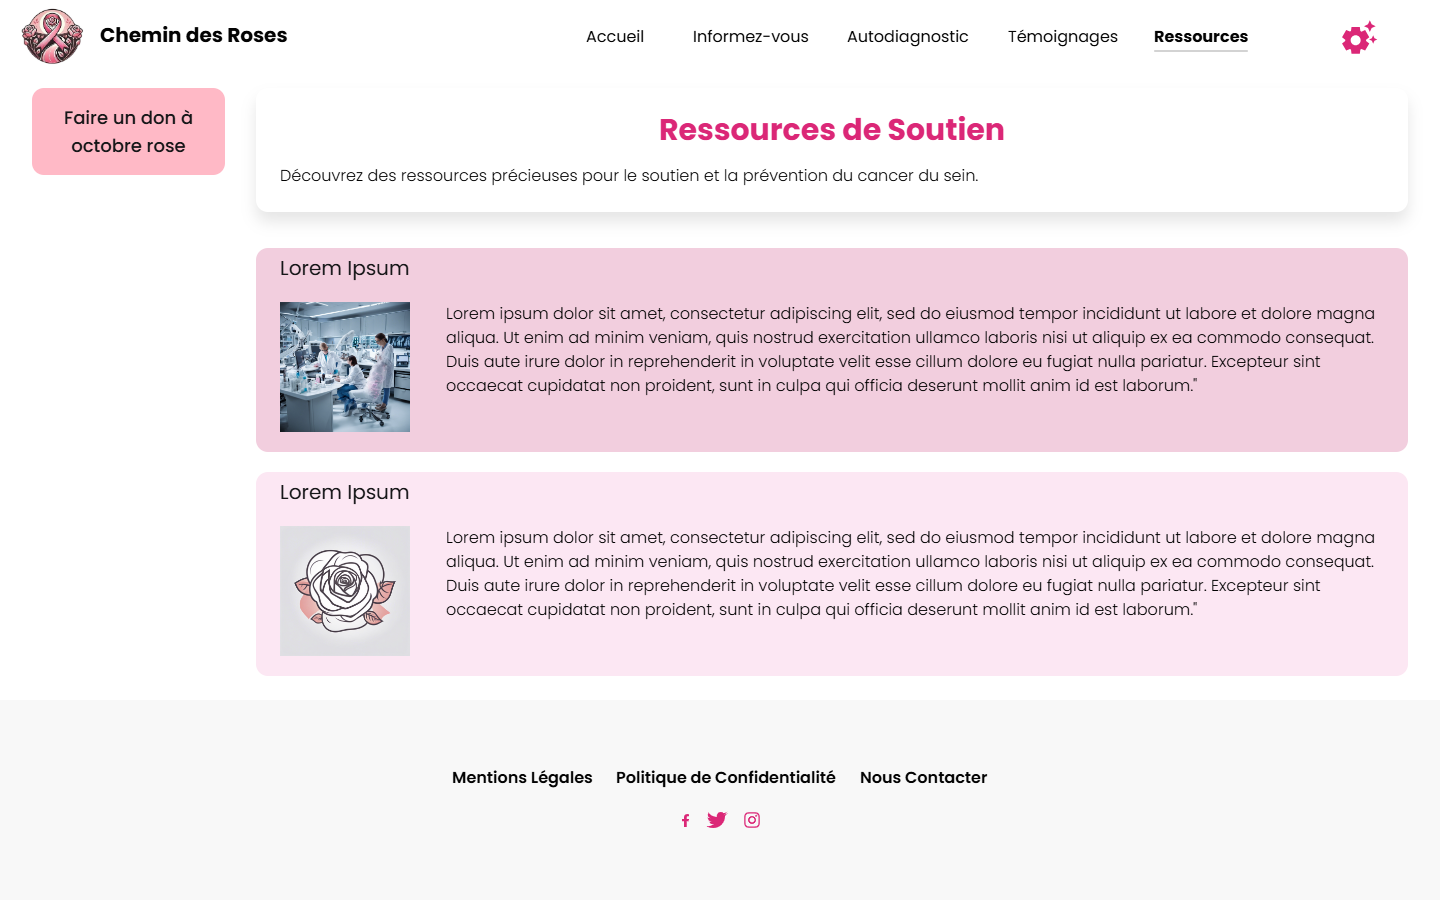 Chemin des Roses
Accueil
Informez-vous
Autodiagnostic
Témoignages
Ressources
Faire un don à
octobre rose
Ressources de Soutien
Découvrez des ressources précieuses pour le soutien et la prévention du cancer du sein.
Lorem Ipsum
Lorem ipsum dolor sit amet, consectetur adipiscing elit, sed do eiusmod tempor incididunt ut labore et dolore magna
aliqua. Ut enim ad minim veniam, quis nostrud exercitation ullamco laboris nisi ut aliquip ex ea commodo consequat.
Duis aute irure dolor in reprehenderit in voluptate velit esse cillum dolore eu fugiat nulla pariatur. Excepteur sint
occaecat cupidatat non proident, sunt in culpa qui officia deserunt mollit anim id est laborum."
Lorem Ipsum
Lorem ipsum dolor sit amet, consectetur adipiscing elit, sed do eiusmod tempor incididunt ut labore et dolore magna
aliqua. Ut enim ad minim veniam, quis nostrud exercitation ullamco laboris nisi ut aliquip ex ea commodo consequat.
Duis aute irure dolor in reprehenderit in voluptate velit esse cillum dolore eu fugiat nulla pariatur. Excepteur sint
occaecat cupidatat non proident, sunt in culpa qui officia deserunt mollit anim id est laborum."
Mentions Légales
Politique de Confidentialité
Nous Contacter